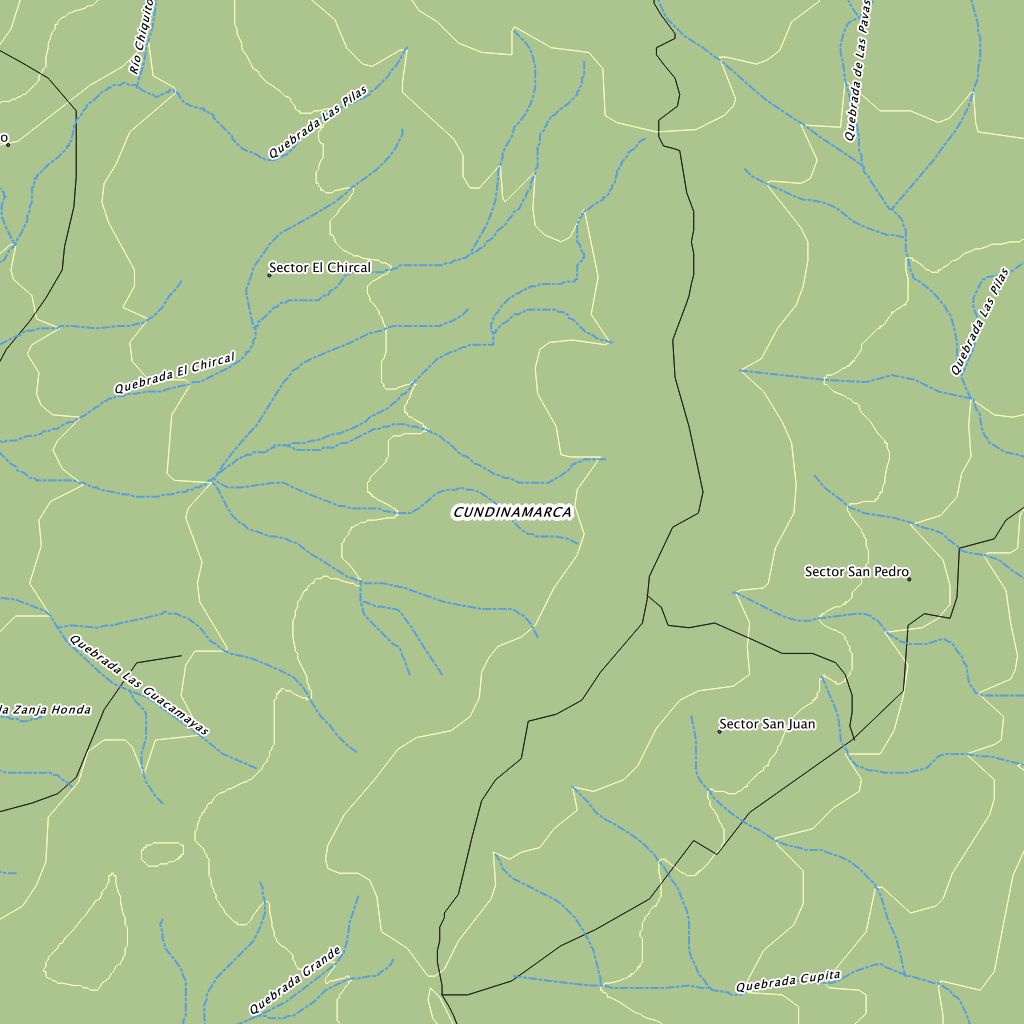 Río Chiquito
Quebrada de Las Pavas
Quebrada Las Pilas
Sector El Chircal
Quebrada Las Pilas
Quebrada El Chircal
CUNDINAMARCA
Sector San Pedro
Quebrada Las Guacamayas
la Zanja Honda
Sector San Juan
Quebrada Grande
Quebrada Cupita